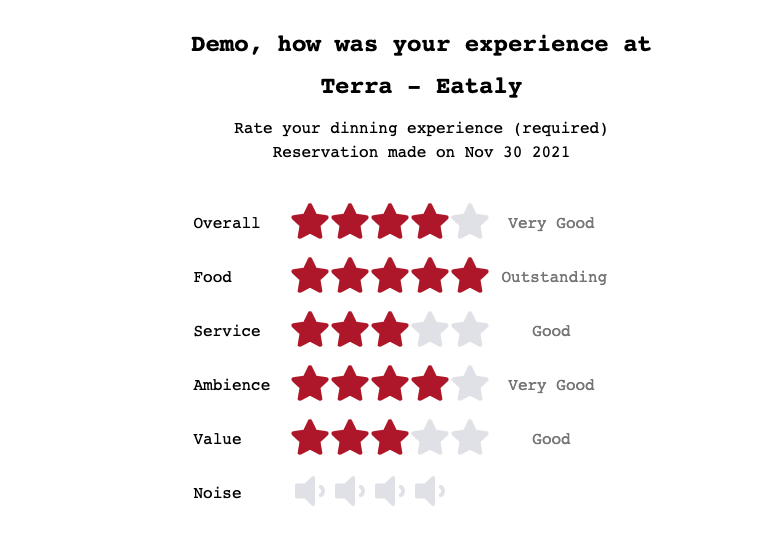 Demo, how was your experience at
Terra - Eataly
Rate your dinning experience (required)
Reservation made on Nov 30 2021
Overall Very Good
Food Outstanding
Service Good
Ambience Very Good
Value Good
Noise